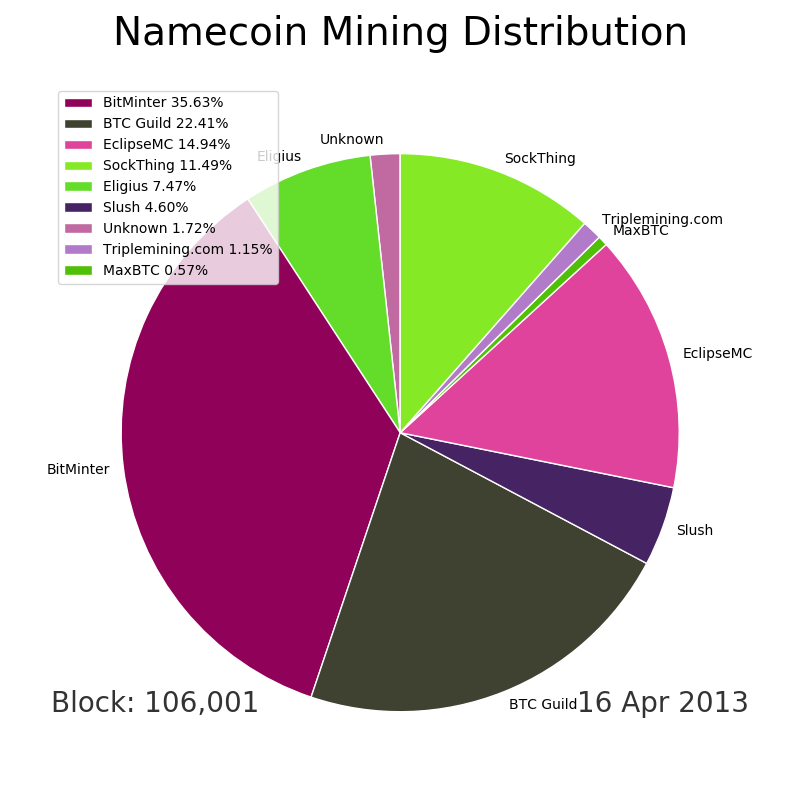 Namecoin Mining Distribution
BitMinter 35.63%
BTC Guild 22.41%
EclipseMC 14.94%
SockThing 11.49%
Eligius 7.47%
Slush 4.60%
Unknown 1.72%
Triplemining.com 1.15%
MaxBTC 0.57%
Unknown
Eligius
SockThing
Triplemining.com
MaxBTC
EclipseMC
BitMinter
Slush
BTC Guild
Block: 106,001
16 Apr 2013